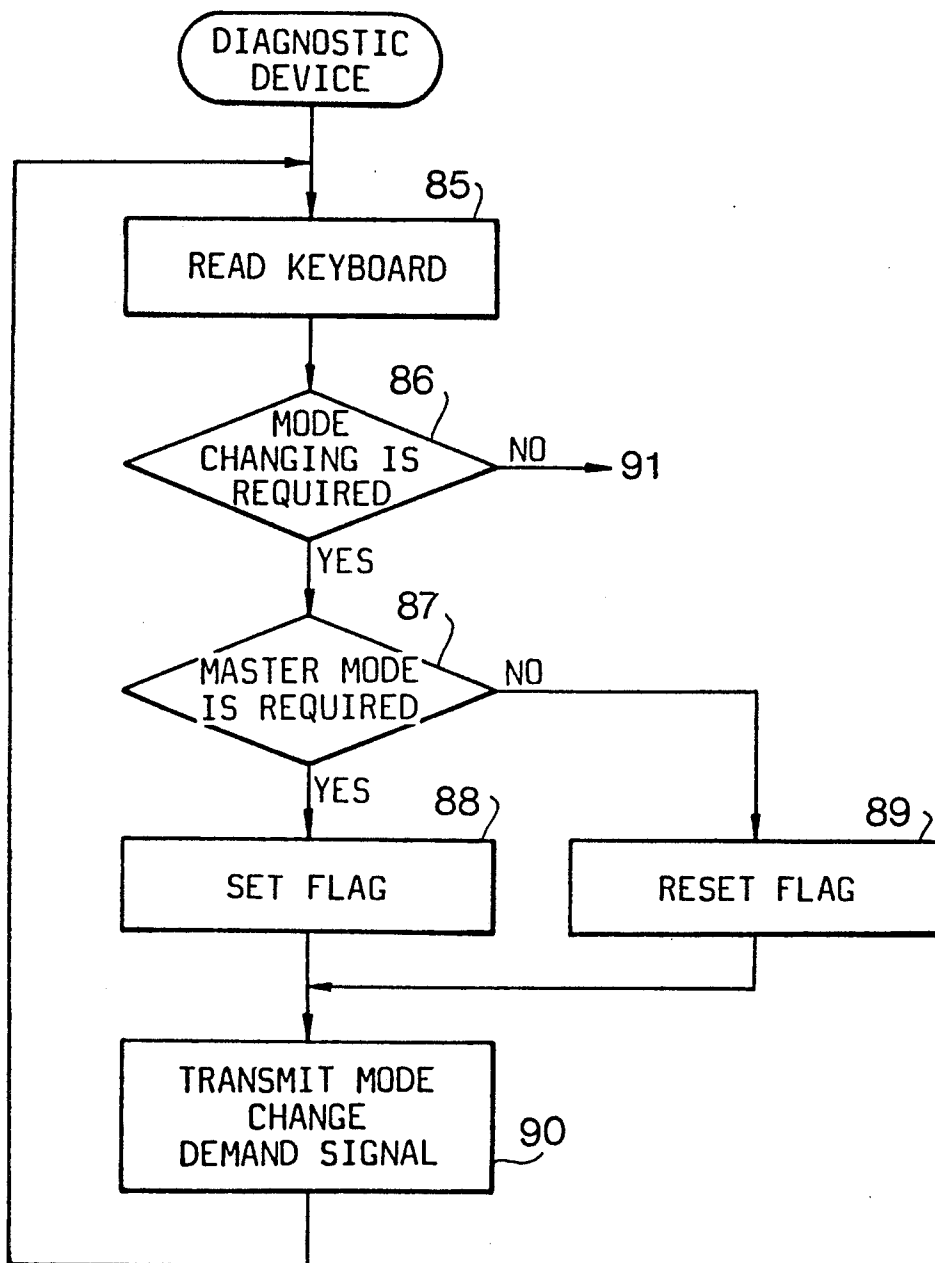 DIAGNOSTIC
DEVICE
85
READ KEYBOARD
86
MODE
CHANGING IS
REQUIRED
NO
91
YES
87
MASTER MODE
IS REQUIRED
NO
YES
88
SET FLAG
89
RESET FLAG
TRANSMIT MODE
CHANGE
DEMAND SIGNAL
90